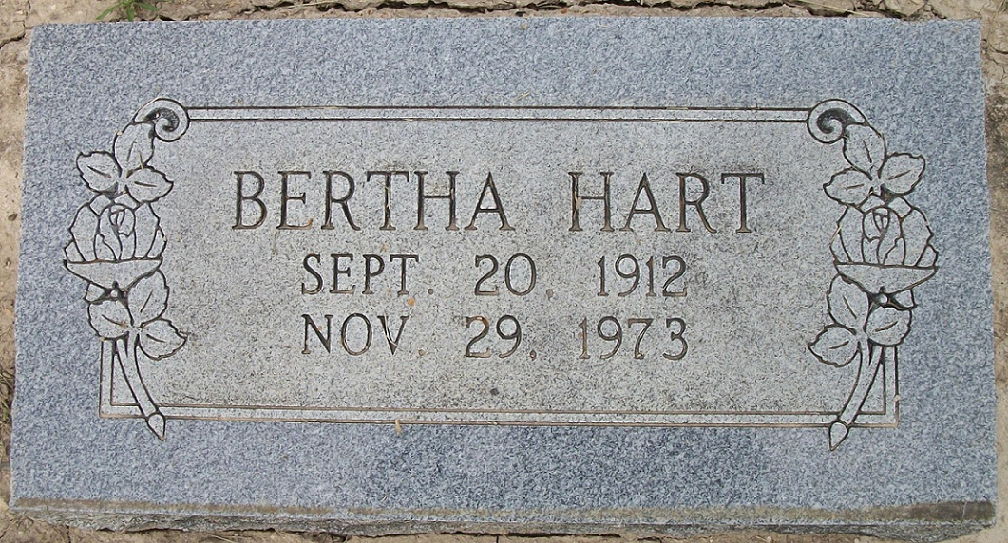 BERTHA HART
SEPT. 20, 1912
NOV. 29, 1973